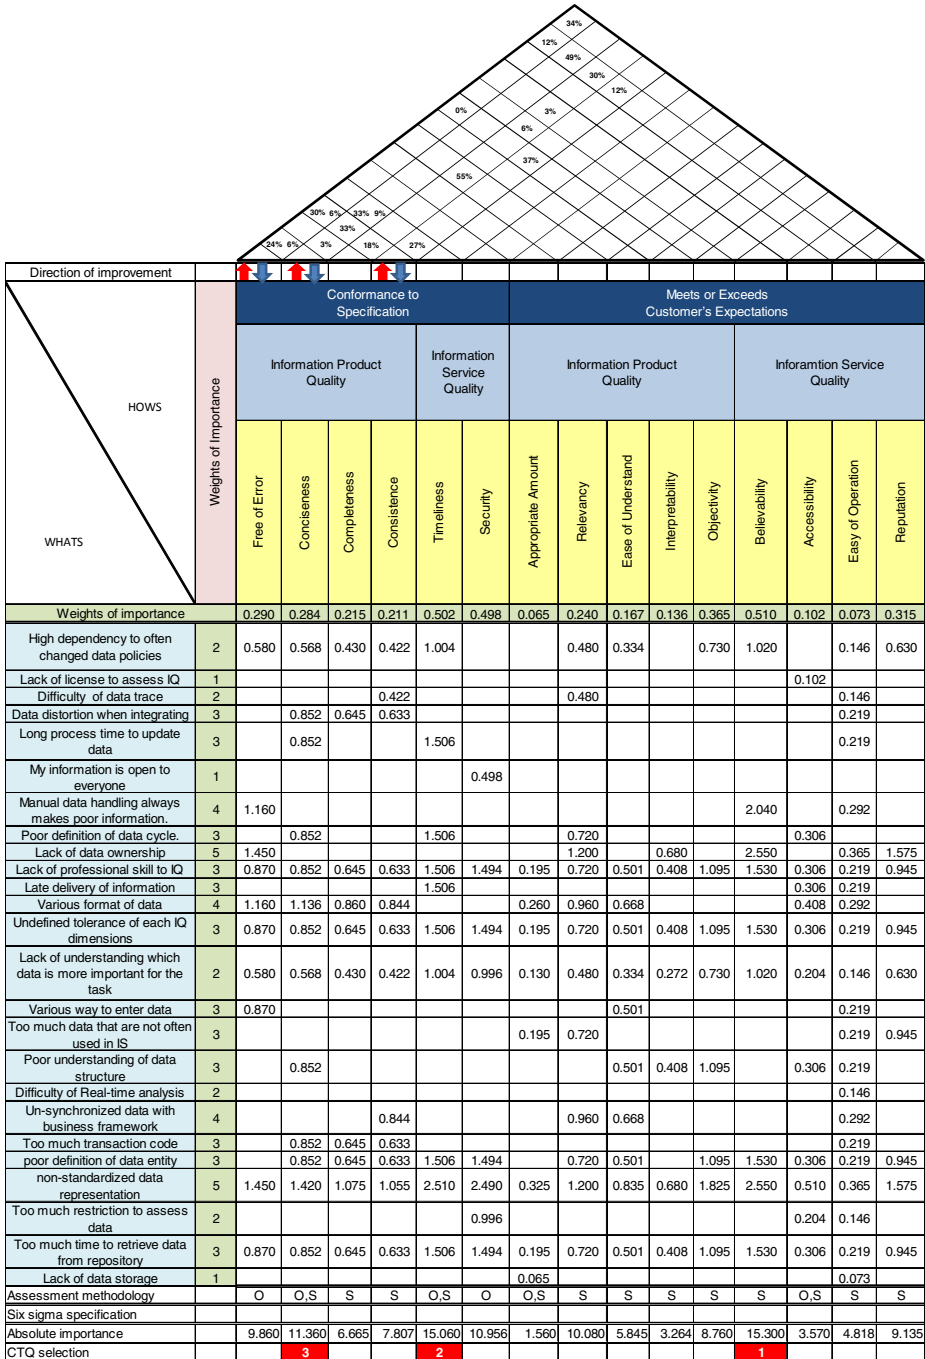 34%
12%
49%
30%
12%
0%
3%
6%
37%
55%
30% 6% 33% 9%
33%
24% 6% 3% 18% 27%
Direction of improvement
Conformance to
Specification
Meets or Exceeds
Customer's Expectations
Information Product
Quality
Information
Service
Quality
Information Product
Quality
Inforamtion Service
Quality
HOWS
WHATS
Weights of Importance
Free of Error
Conciseness
Completeness
Consistence
Timeliness
Security
Appropriate Amount
Relevancy
Ease of Understand
Interpretability
Objectivity
Believability
Accessibility
Easy of Operation
Reputation
Weights of importance 0.290 0.284 0.215 0.211 0.502 0.498 0.065 0.240 0.167 0.136 0.365 0.510 0.102 0.073 0.315
High dependency to often
changed data policies
2 0.580 0.568 0.430 0.422 1.004 0.480 0.334 0.730 1.020 0.146 0.630
Lack of license to assess IQ 1 0.102
Difficulty of data trace 2 0.422 0.480 0.146
Data distortion when integrating 3 0.852 0.645 0.633 0.219
Long process time to update
data
3 0.852 1.506 0.219
My information is open to
everyone
1 0.498
Manual data handling always
makes poor information.
4 1.160 2.040 0.292
Poor definition of data cycle. 3 0.852 1.506 0.720 0.306
Lack of data ownership 5 1.450 1.200 0.680 2.550 0.365 1.575
Lack of professional skill to IQ 3 0.870 0.852 0.645 0.633 1.506 1.494 0.195 0.720 0.501 0.408 1.095 1.530 0.306 0.219 0.945
Late delivery of information 3 1.506 0.306 0.219
Various format of data 4 1.160 1.136 0.860 0.844 0.260 0.960 0.668 0.408 0.292
Undefined tolerance of each IQ
dimensions
3 0.870 0.852 0.645 0.633 1.506 1.494 0.195 0.720 0.501 0.408 1.095 1.530 0.306 0.219 0.945
Lack of understanding which
data is more important for the
task
2 0.580 0.568 0.430 0.422 1.004 0.996 0.130 0.480 0.334 0.272 0.730 1.020 0.204 0.146 0.630
Various way to enter data 3 0.870 0.501 0.219
Too much data that are not often
used in IS
3 0.195 0.720 0.219 0.945
Poor understanding of data
structure
3 0.852 0.501 0.408 1.095 0.306 0.219
Difficulty of Real-time analysis 2 0.146
Un-synchronized data with
business framework
4 0.844 0.960 0.668 0.292
Too much transaction code 3 0.852 0.645 0.633 0.219
poor definition of data entity 3 0.852 0.645 0.633 1.506 1.494 0.720 0.501 1.095 1.530 0.306 0.219 0.945
non-standardized data
representation
5 1.450 1.420 1.075 1.055 2.510 2.490 0.325 1.200 0.835 0.680 1.825 2.550 0.510 0.365 1.575
Too much restriction to assess
data
2 0.996 0.204 0.146
Too much time to retrieve data
from repository
3 0.870 0.852 0.645 0.633 1.506 1.494 0.195 0.720 0.501 0.408 1.095 1.530 0.306 0.219 0.945
Lack of data storage 1 0.065 0.073
Assessment methodology O O,S S S O,S O O,S S S S S S O,S S S
Six sigma specification
Absolute importance 9.860 11.360 6.665 7.807 15.060 10.956 1.560 10.080 5.845 3.264 8.760 15.300 3.570 4.818 9.135
CTQ selection 3 2 1